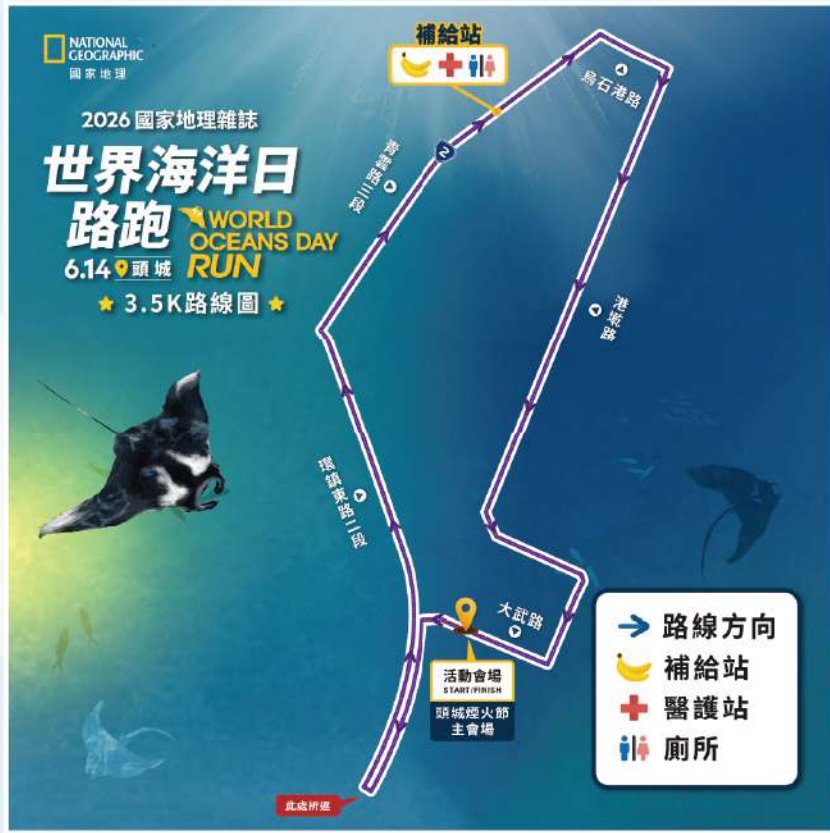 NATIONAL
GEOGRAPHIC
國家地理
2026 國家地理雜誌
世界海洋日
路跑
WORLD
OCEANS DAY
RUN
6.14 頭城
3.5K路線圖
補給站
烏石港路
2
青雲路三段
港墘路
環鎮東路二段
大武路
活動會場
START/FINISH
頭城煙火節
主會場
此處折返
路線方向
補給站
醫護站
廁所